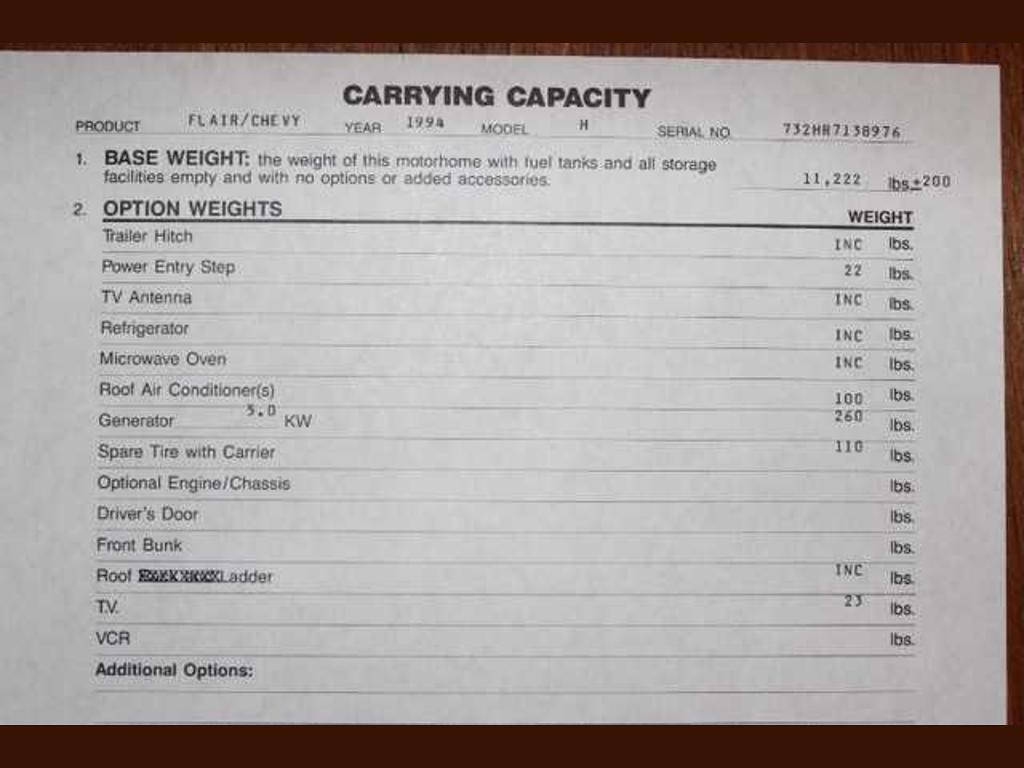 CARRYING CAPACITY
PRODUCT FLAIR/CHEVY YEAR 1994 MODEL H SERIAL NO. 732HH7138976
1. BASE WEIGHT: the weight of this motorhome with fuel tanks and all storage
facilities empty and with no options or added accessories. 11,222 lbs.±200
2. OPTION WEIGHTS WEIGHT
Trailer Hitch INC lbs.
Power Entry Step 22 lbs.
TV Antenna INC lbs.
Refrigerator INC lbs.
Microwave Oven INC lbs.
Roof Air Conditioner(s) 100 lbs.
Generator 5.0 KW 260 lbs.
Spare Tire with Carrier 110 lbs.
Optional Engine/Chassis lbs.
Driver's Door lbs.
Front Bunk lbs.
Roof Ladder INC lbs.
T.V. 23 lbs.
VCR lbs.
Additional Options: